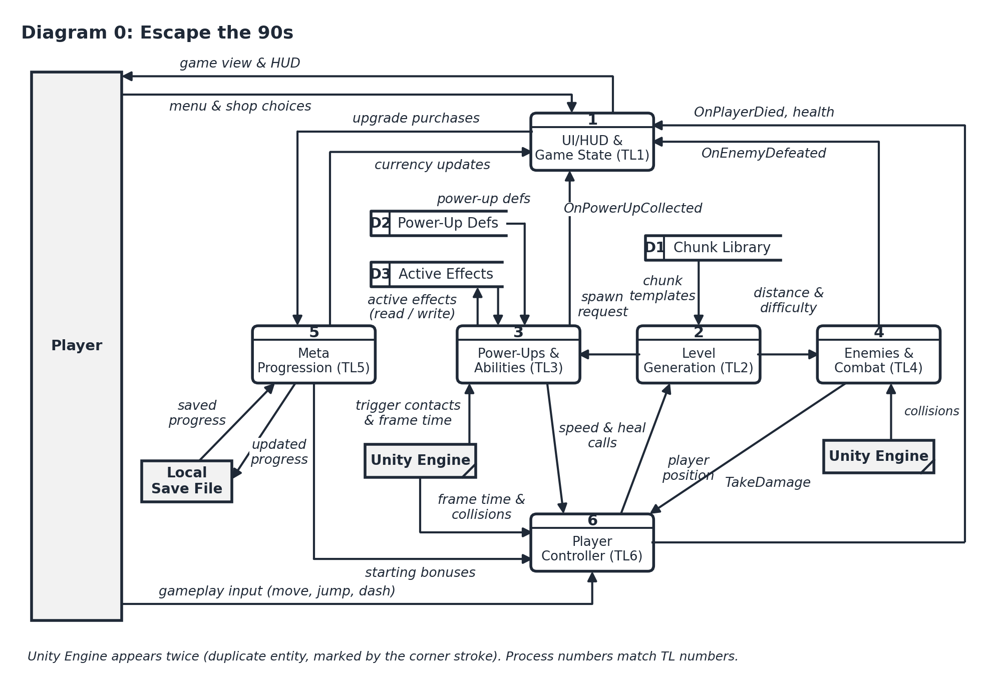 Diagram 0: Escape the 90s
game view & HUD
menu & shop choices
upgrade purchases
currency updates
OnPlayerDied, health
OnEnemyDefeated
1
UI/HUD &
Game State (TL1)
power-up defs
D2 Power-Up Defs
OnPowerUpCollected
D1 Chunk Library
D3 Active Effects
active effects
(read / write)
spawn
request
chunk
templates
distance &
difficulty
Player
5
Meta
Progression (TL5)
3
Power-Ups &
Abilities (TL3)
2
Level
Generation (TL2)
4
Enemies &
Combat (TL4)
saved
progress
updated
progress
trigger contacts
& frame time
speed & heal
calls
collisions
Local
Save File
Unity Engine
player
position
TakeDamage
Unity Engine
frame time &
collisions
6
Player
Controller (TL6)
starting bonuses
gameplay input (move, jump, dash)
Unity Engine appears twice (duplicate entity, marked by the corner stroke). Process numbers match TL numbers.